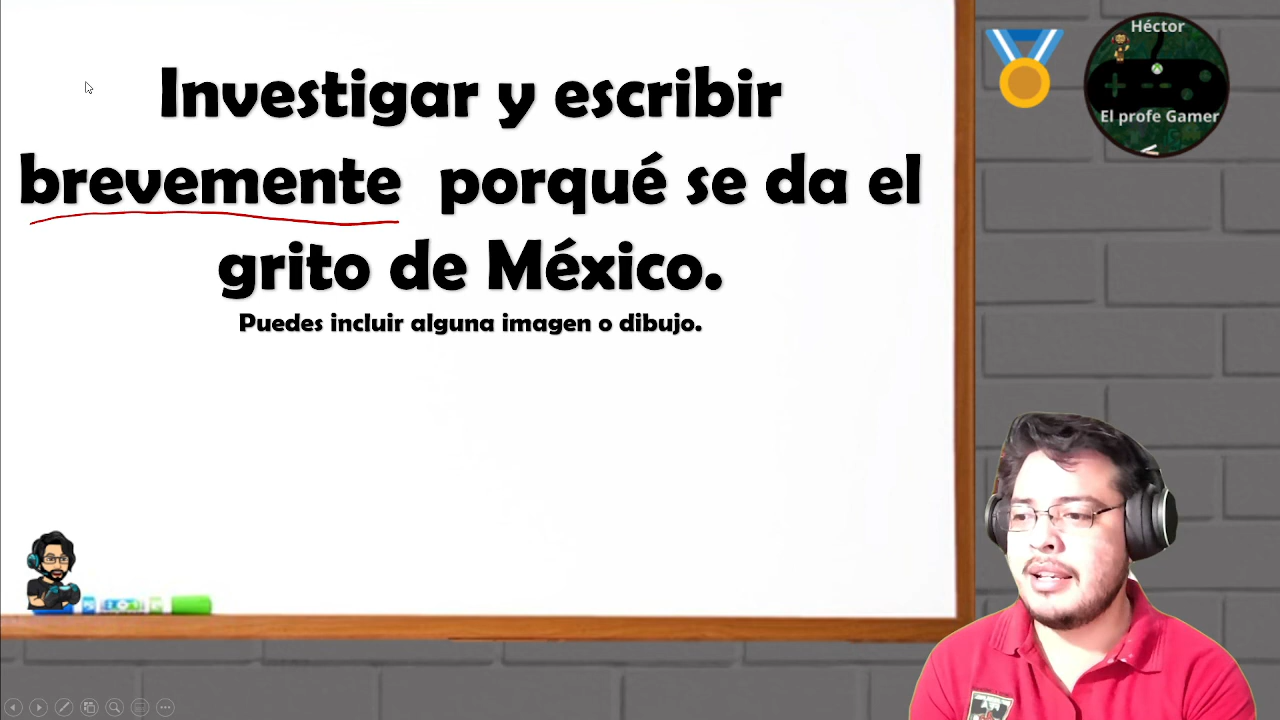 Investigar y escribir
brevemente porqué se da el
grito de México.
Puedes incluir alguna imagen o dibujo.
Héctor
El profe Gamer